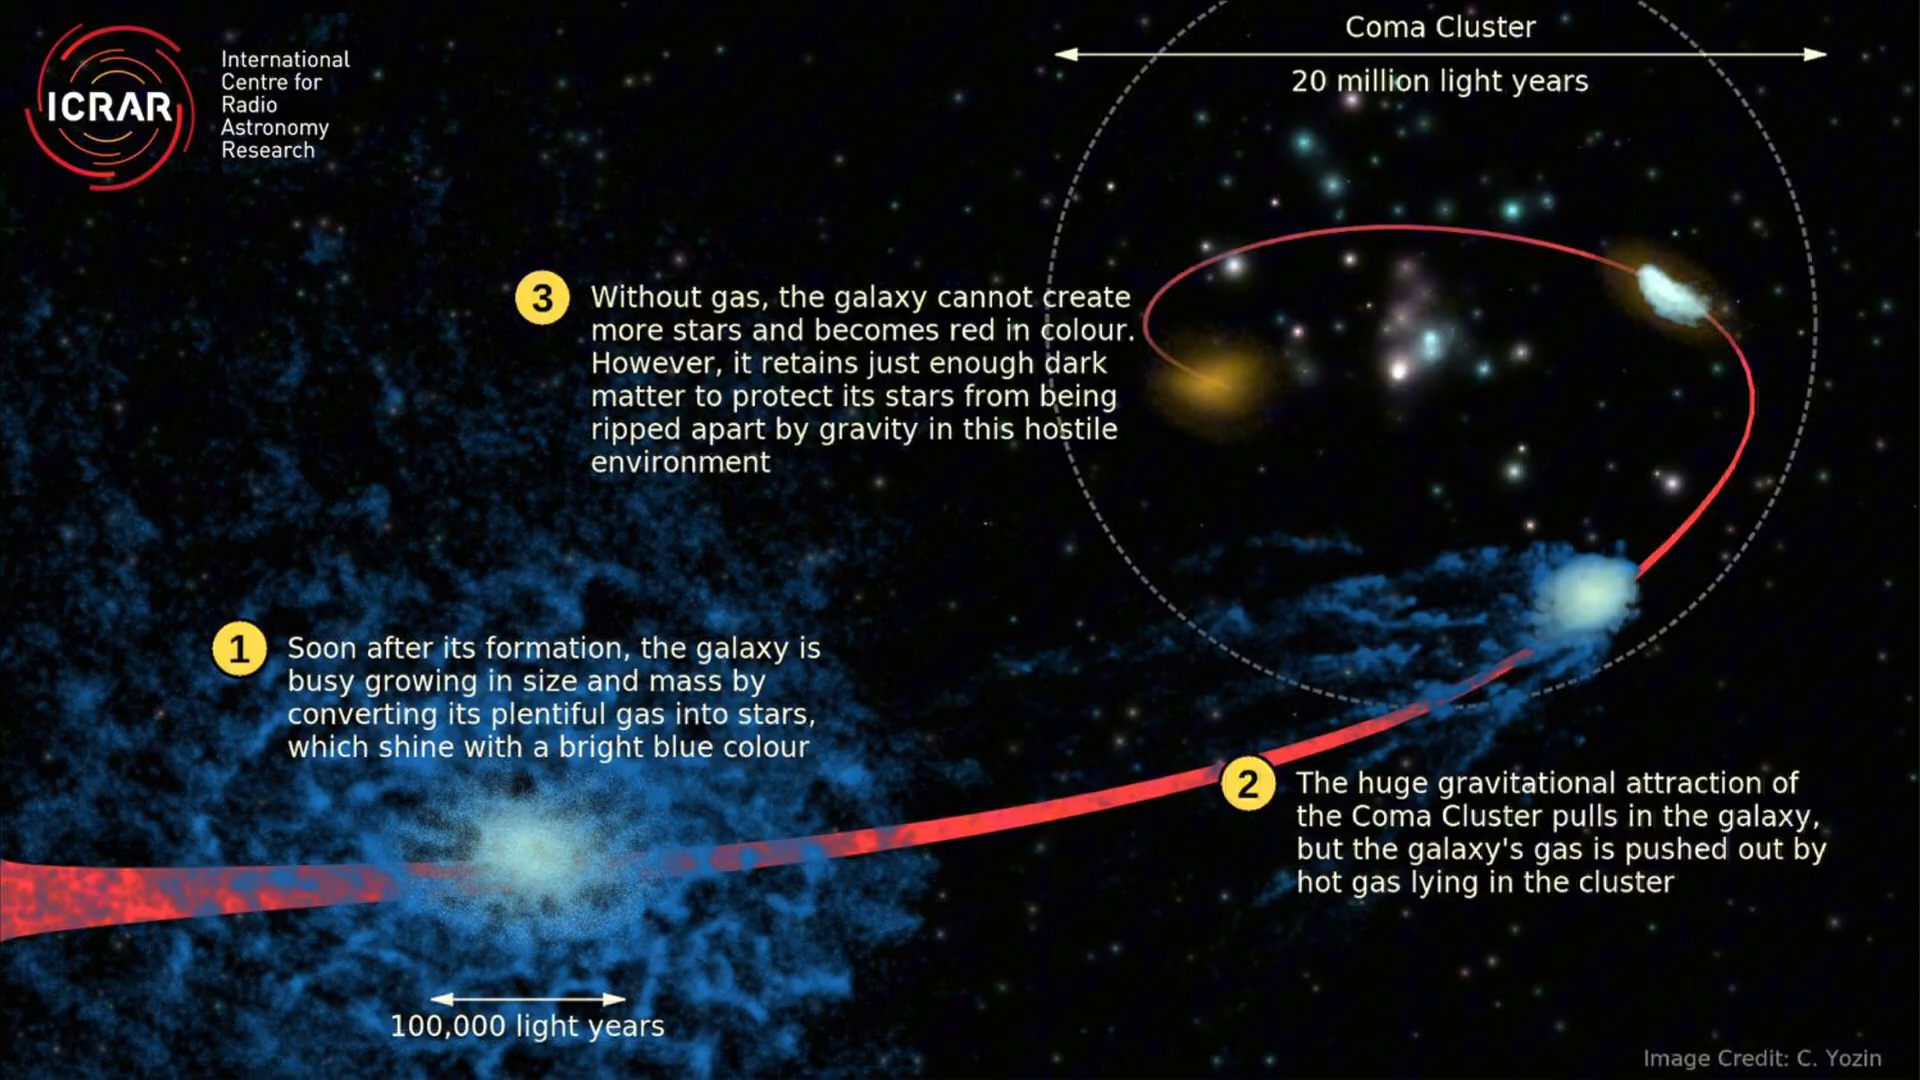 ICRAR
International
Centre for
Radio
Astronomy
Research
Coma Cluster
20 million light years
3
Without gas, the galaxy cannot create
more stars and becomes red in colour.
However, it retains just enough dark
matter to protect its stars from being
ripped apart by gravity in this hostile
environment
1
Soon after its formation, the galaxy is
busy growing in size and mass by
converting its plentiful gas into stars,
which shine with a bright blue colour
2
The huge gravitational attraction of
the Coma Cluster pulls in the galaxy,
but the galaxy's gas is pushed out by
hot gas lying in the cluster
100,000 light years
Image Credit: C. Yozin